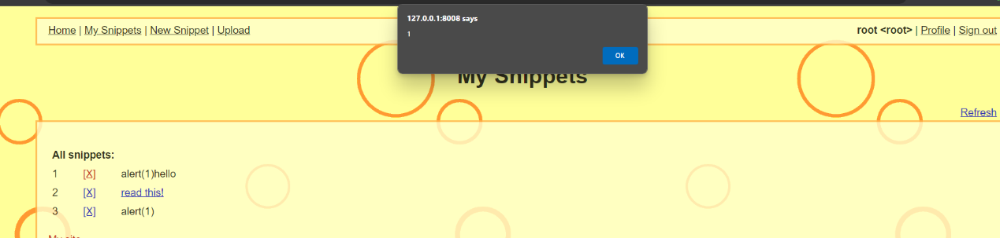 127.0.0.1:8008 says
1
OK
Home | My Snippets | New Snippet | Upload
root <root> | Profile | Sign out
My Snippets
Refresh
All snippets:
1 [X] alert(1)hello
2 [X] read this!
3 [X] alert(1)
My site